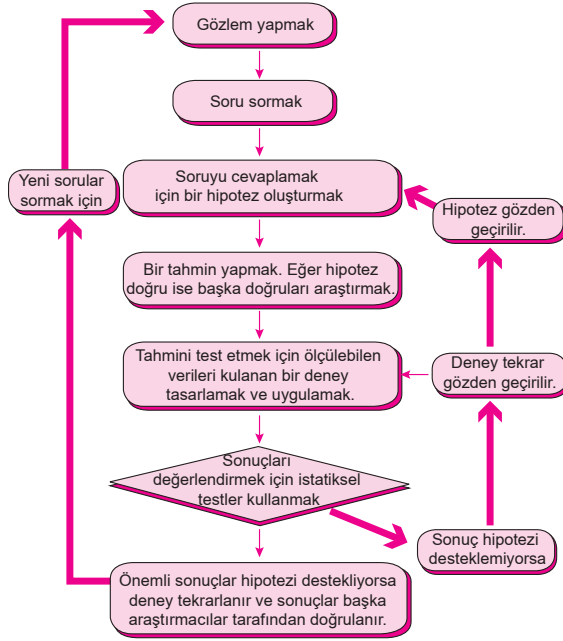 Gözlem yapmak
Soru sormak
Soruyu cevaplamak
için bir hipotez oluşturmak
Yeni sorular
sormak için
Hipotez gözden
geçirilir.
Bir tahmin yapmak. Eğer hipotez
doğru ise başka doğruları araştırmak.
Tahmini test etmek için ölçülebilen
verileri kulanan bir deney
tasarlamak ve uygulamak.
Deney tekrar
gözden geçirilir.
Sonuçları
değerlendirmek için istatiksel
testler kullanmak
Sonuç hipotezi
desteklemiyorsa
Önemli sonuçlar hipotezi destekliyorsa
deney tekrarlanır ve sonuçlar başka
araştırmacılar tarafından doğrulanır.